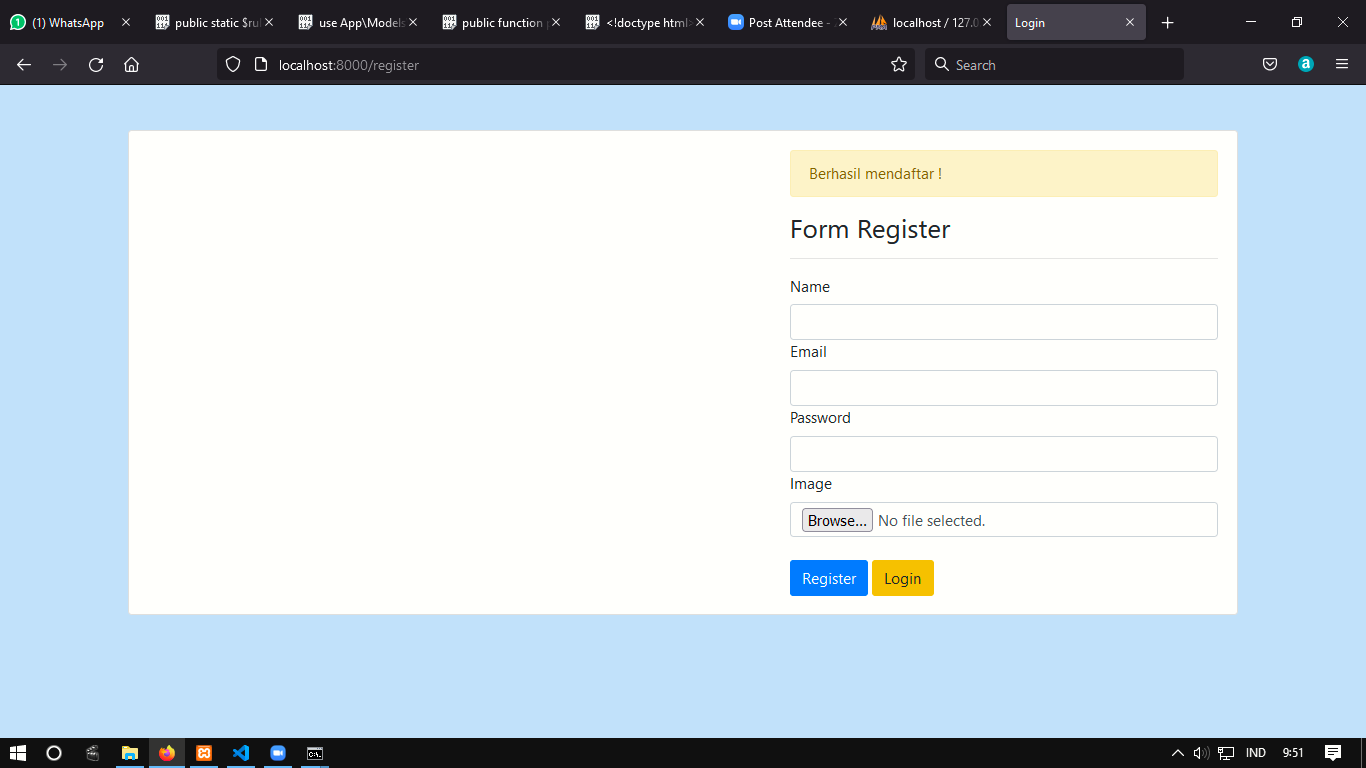 (1) WhatsApp
public static $rul
use App\Models
public function p
<!doctype html>
Post Attendee - Z
localhost / 127.0
Login
localhost:8000/register
Search
Berhasil mendaftar !
Form Register
Name
Email
Password
Image
Browse... No file selected.
Register Login
IND 9:51